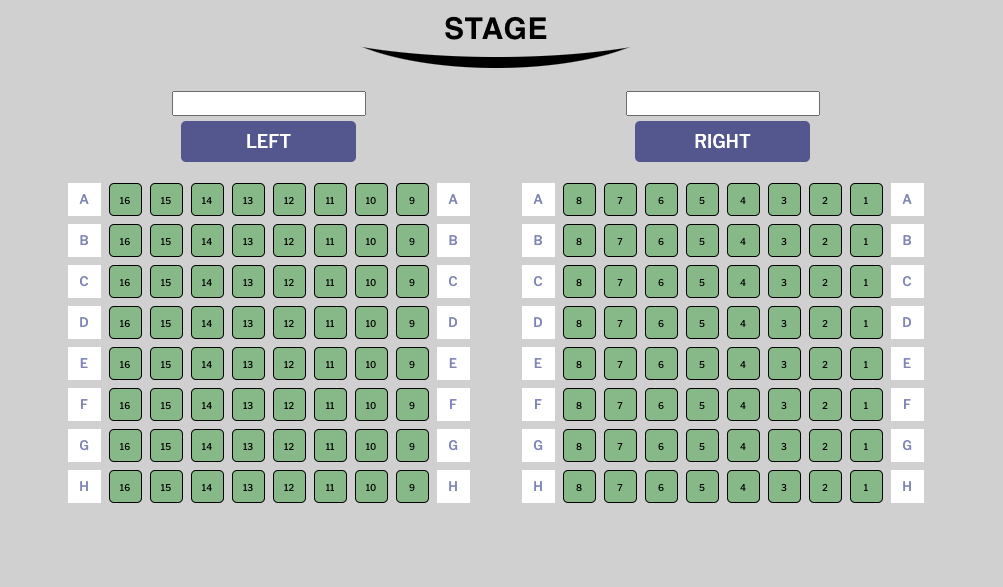 STAGE
LEFT RIGHT
A 16 15 14 13 12 11 10 9 A A 8 7 6 5 4 3 2 1 A
B 16 15 14 13 12 11 10 9 B B 8 7 6 5 4 3 2 1 B
C 16 15 14 13 12 11 10 9 C C 8 7 6 5 4 3 2 1 C
D 16 15 14 13 12 11 10 9 D D 8 7 6 5 4 3 2 1 D
E 16 15 14 13 12 11 10 9 E E 8 7 6 5 4 3 2 1 E
F 16 15 14 13 12 11 10 9 F F 8 7 6 5 4 3 2 1 F
G 16 15 14 13 12 11 10 9 G G 8 7 6 5 4 3 2 1 G
H 16 15 14 13 12 11 10 9 H H 8 7 6 5 4 3 2 1 H